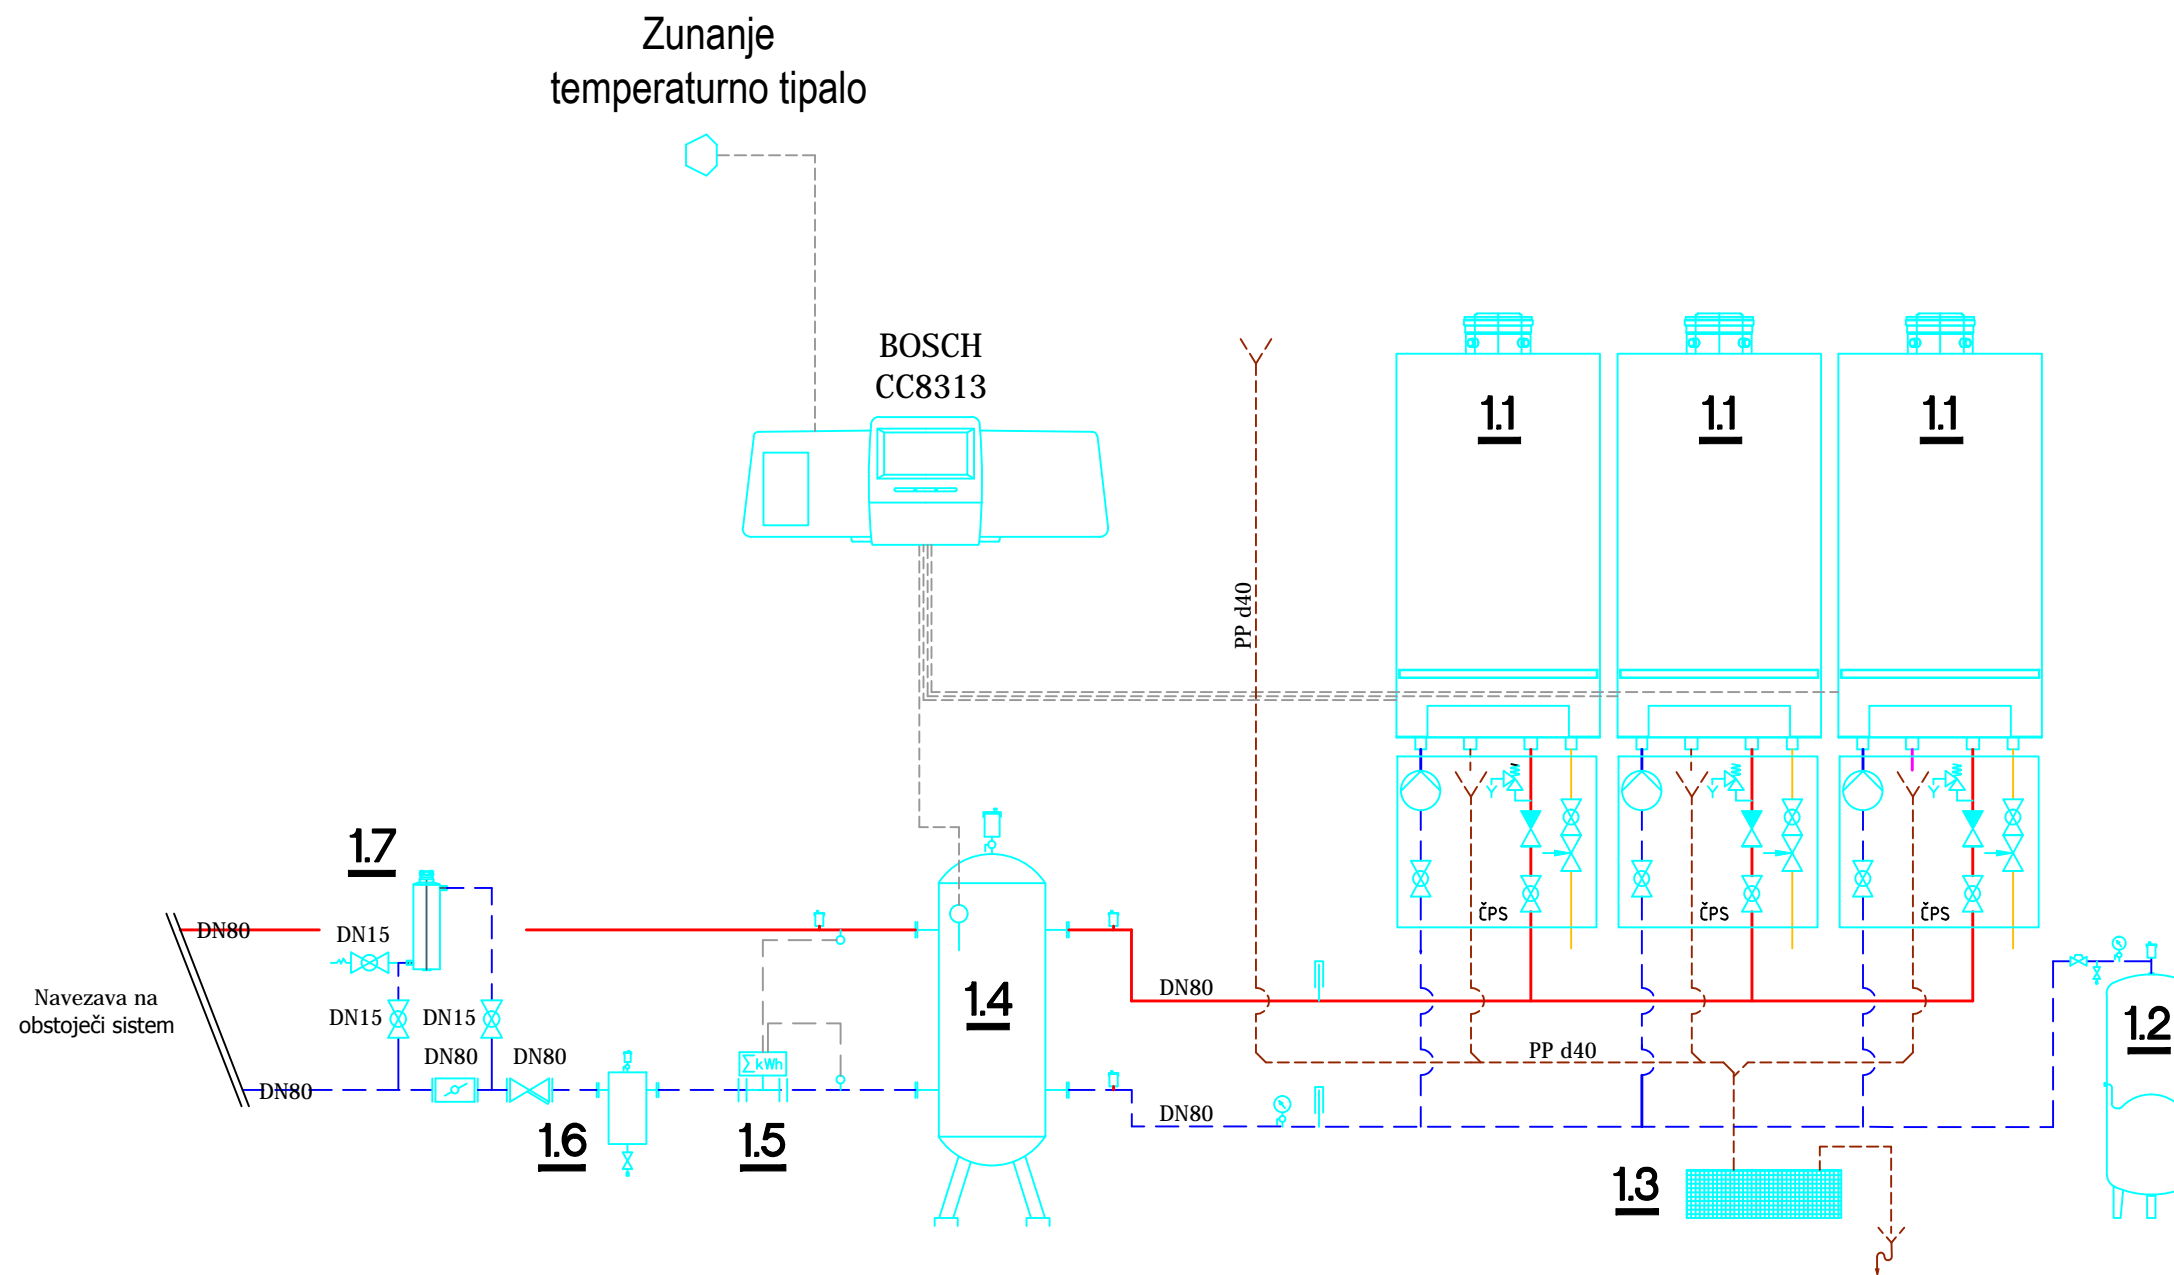 Zunanje
temperaturno tipalo
BOSCH
CC8313
1.1
1.1
1.1
PP d40
ČPS
ČPS
ČPS
1.7
DN80
DN15
Navezava na
obstoječi sistem
DN15
DN15
DN80
DN80
DN80
∑kWh
1.6
1.5
1.4
DN80
PP d40
DN80
1.2
1.3